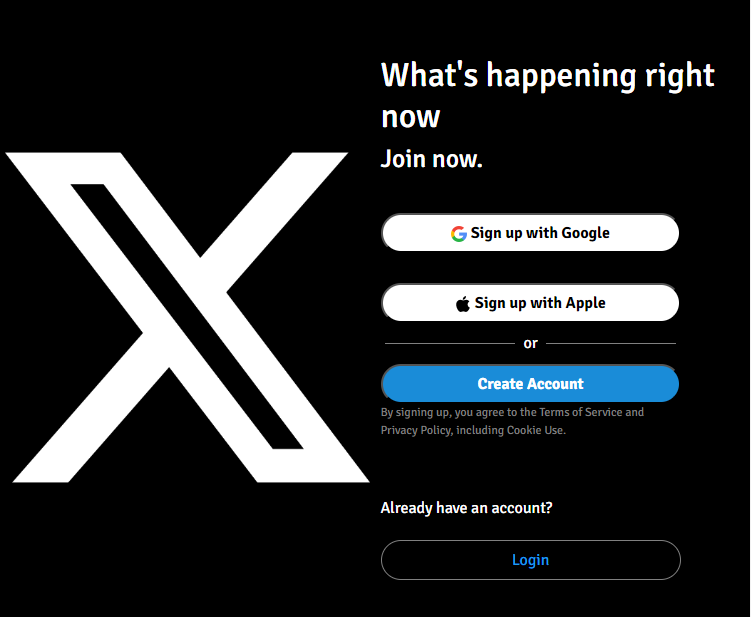 What's happening right
now
Join now.
Sign up with Google
Sign up with Apple
or
Create Account
By signing up, you agree to the Terms of Service and
Privacy Policy, including Cookie Use.
Already have an account?
Login